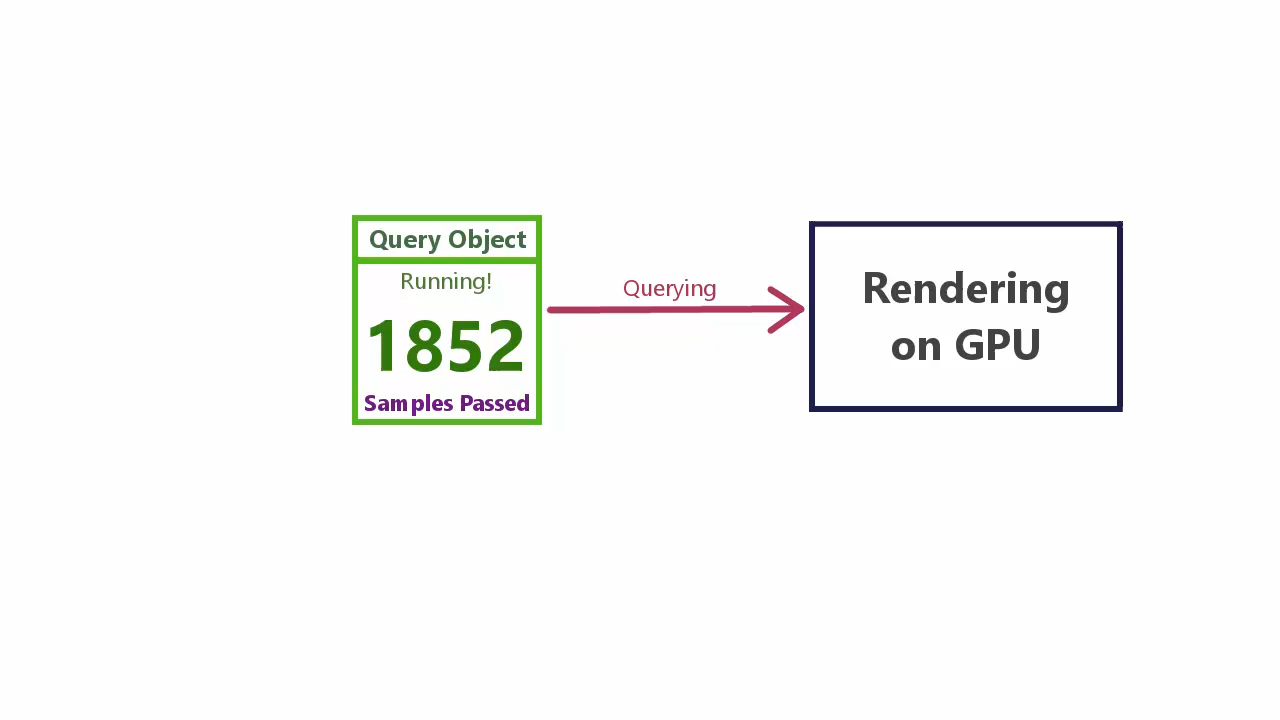 Query Object
Running!
1852
Samples Passed
Querying
Rendering
on GPU